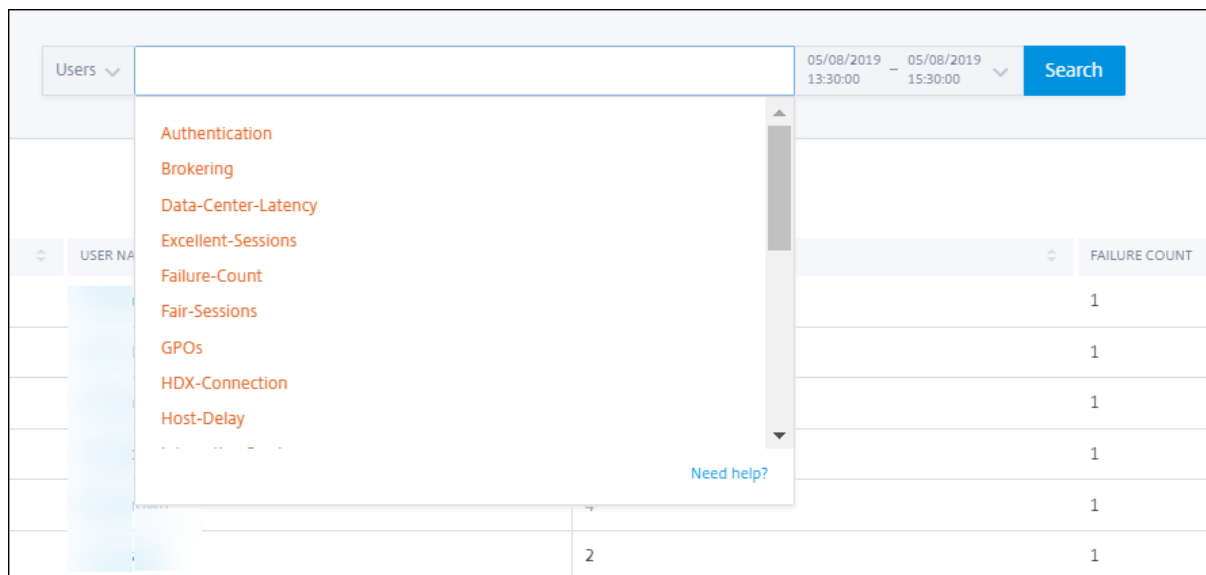 Users
05/08/2019 13:30:00 – 05/08/2019 15:30:00
Search
Authentication
Brokering
Data-Center-Latency
Excellent-Sessions
Failure-Count
Fair-Sessions
GPOs
HDX-Connection
Host-Delay
Need help?
USER NA
FAILURE COUNT
1
1
1
1
4 1
2 1